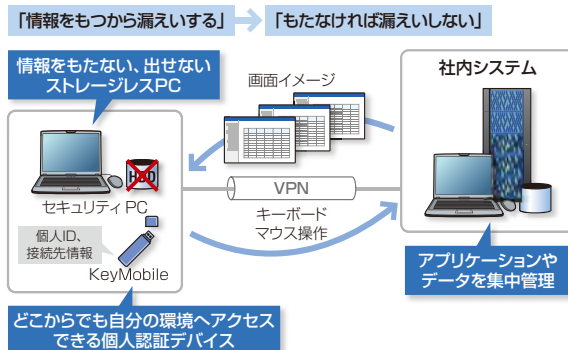 「情報をもつから漏えいする」
「もたなければ漏えいしない」
情報をもたない、出せない
ストレージレスPC
画面イメージ
社内システム
HDD
セキュリティ PC
VPN
キーボード
マウス操作
個人ID、
接続先情報
KeyMobile
アプリケーションや
データを集中管理
どこからでも自分の環境へアクセス
できる個人認証デバイス